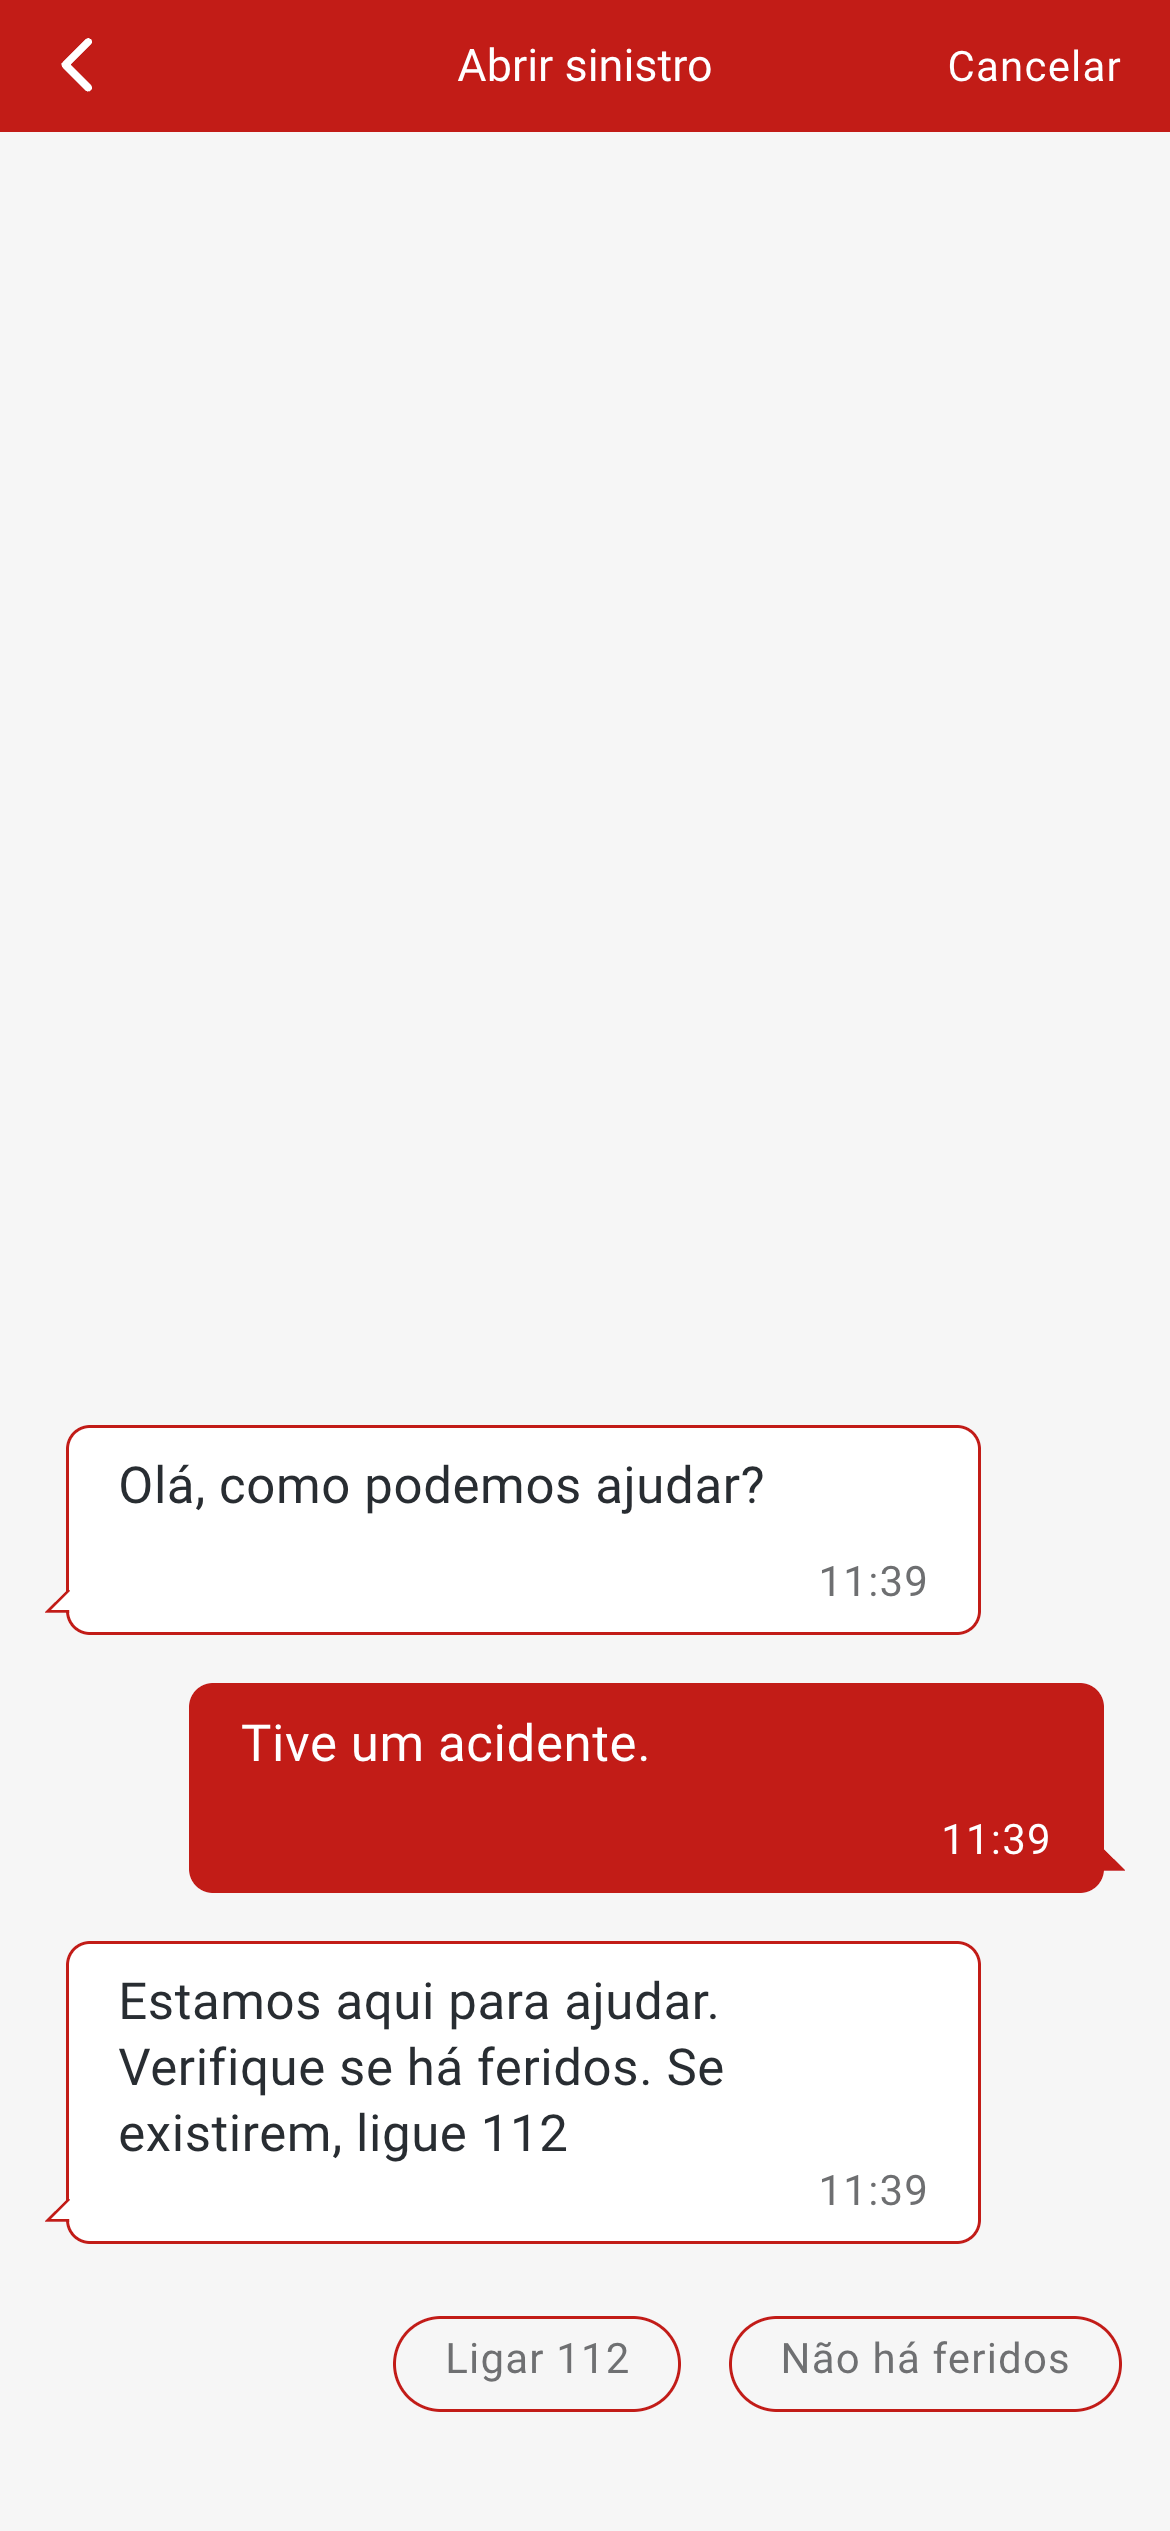 Abrir sinistro
Cancelar
Olá, como podemos ajudar?
11:39
Tive um acidente.
11:39
Estamos aqui para ajudar.
Verifique se há feridos. Se
existirem, ligue 112
11:39
Ligar 112
Não há feridos